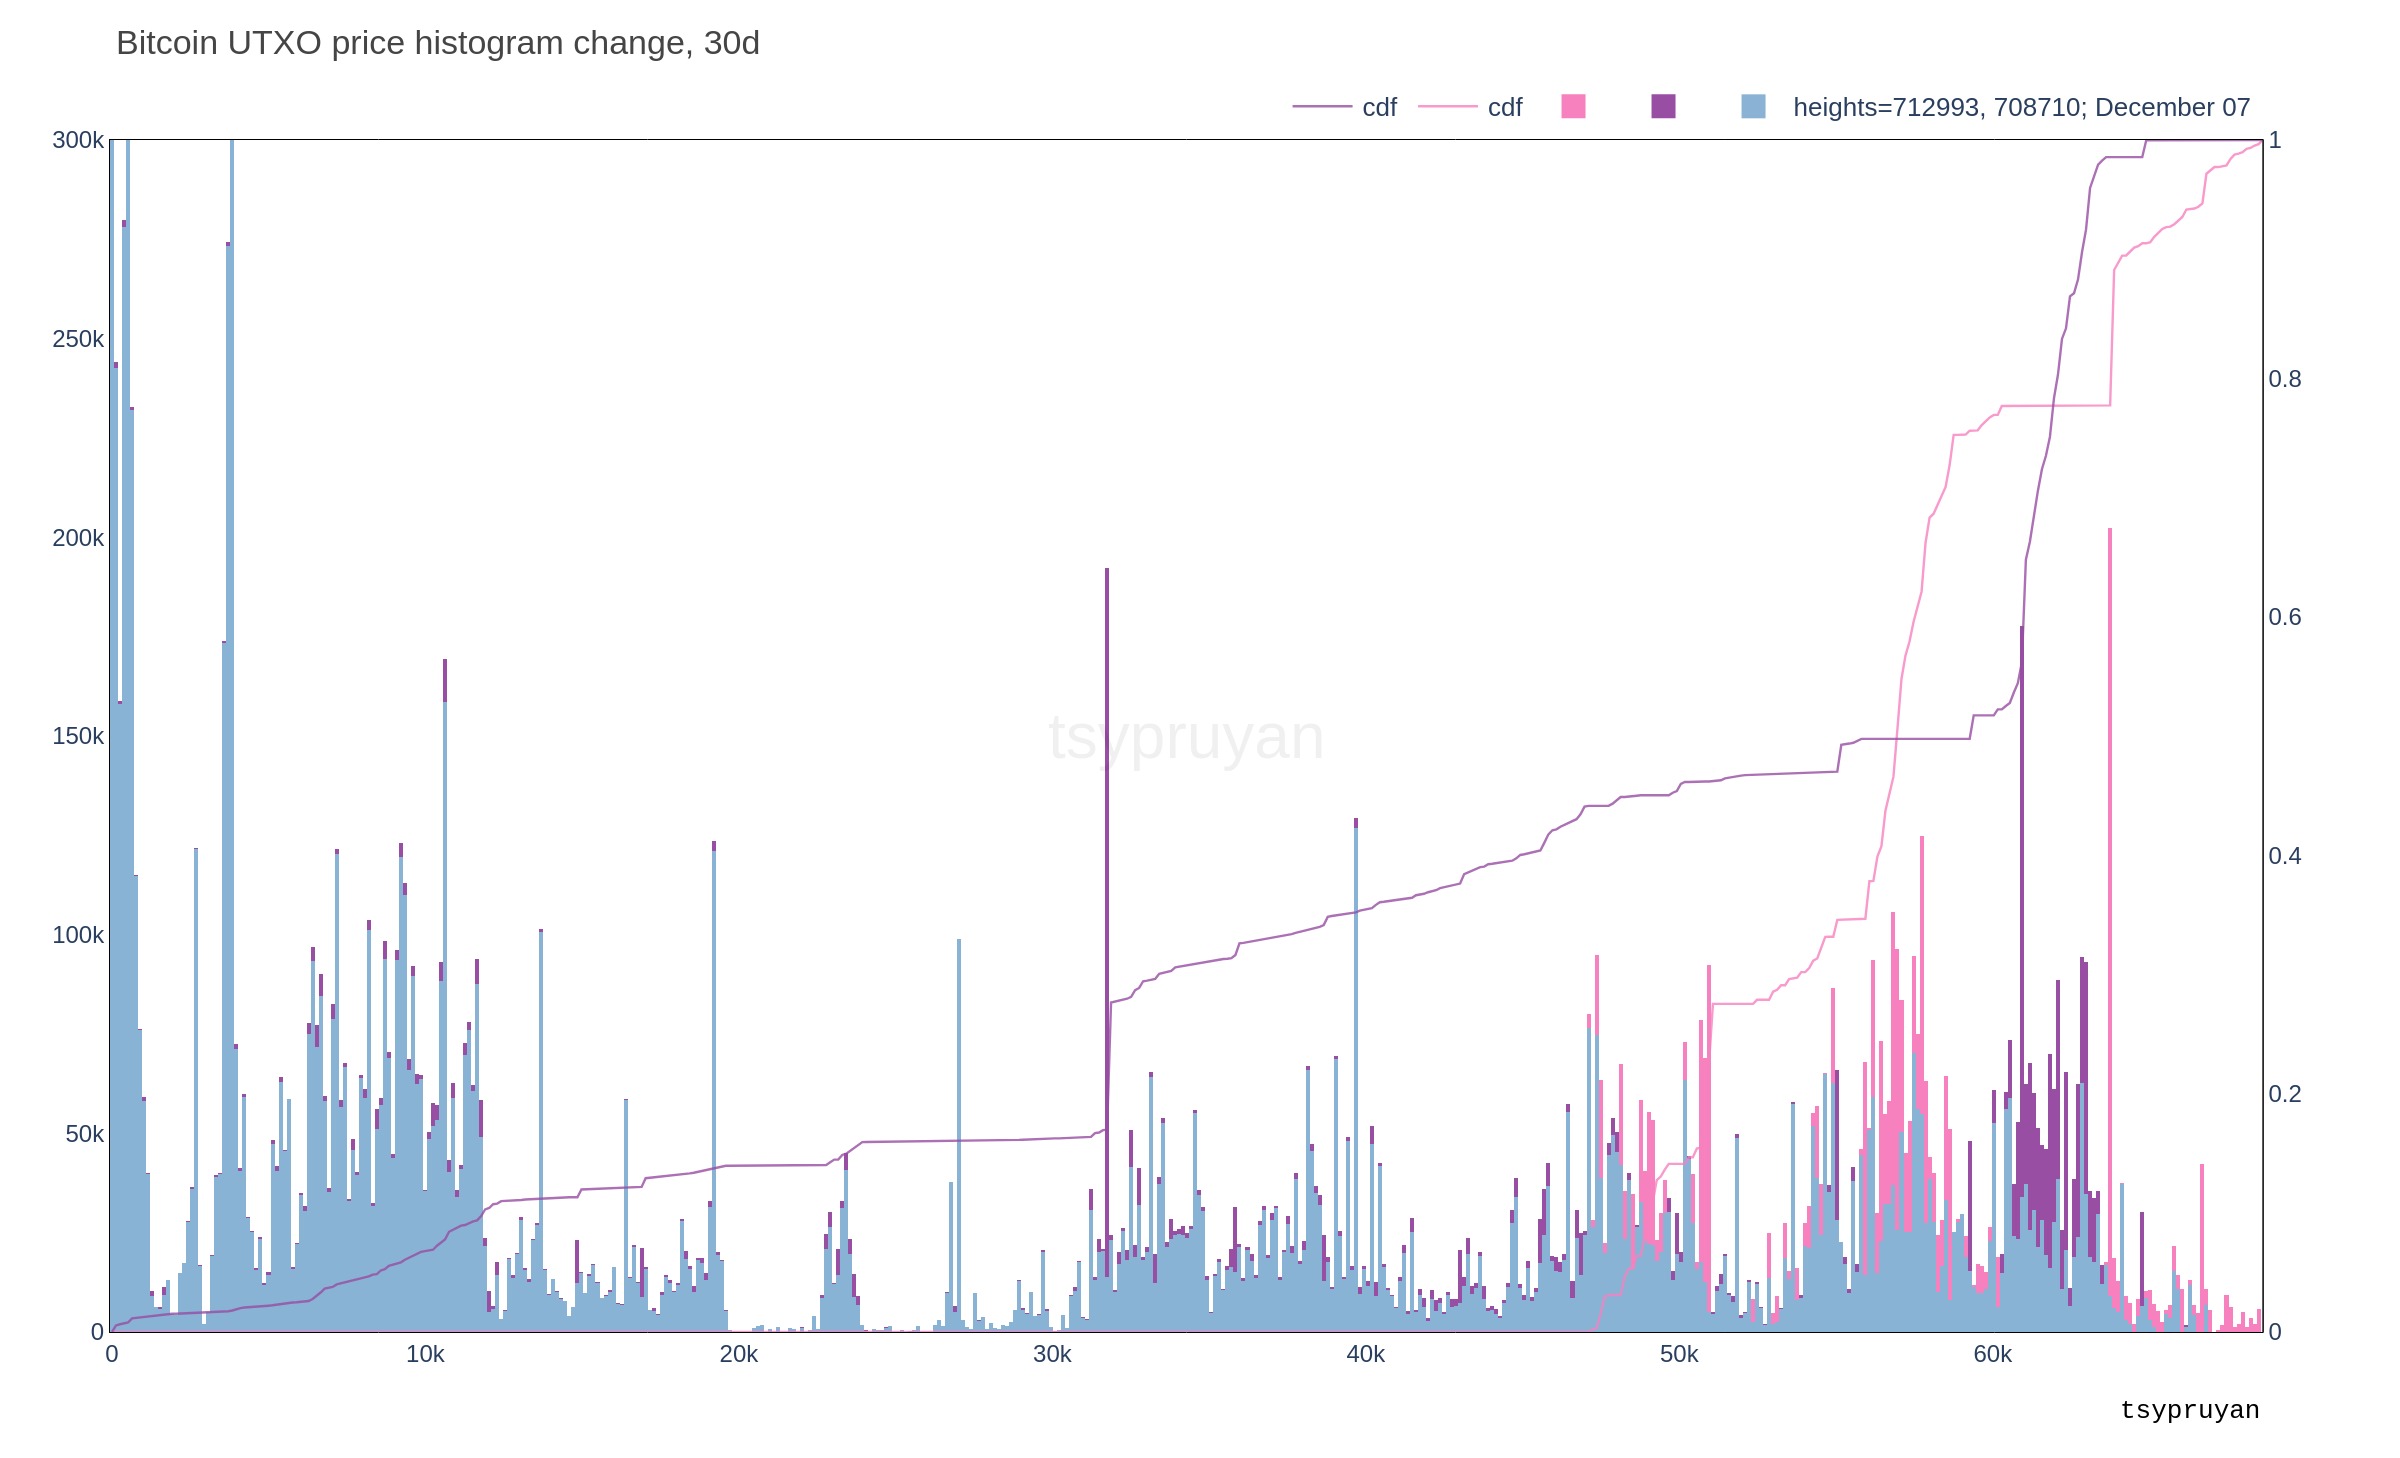 Bitcoin UTXO price histogram change, 30d
cdf cdf heights=712993, 708710; December 07
300k
250k
200k
150k
100k
50k
0
1
0.8
0.6
0.4
0.2
0
tsypruyan
0 10k 20k 30k 40k 50k 60k
tsypruyan